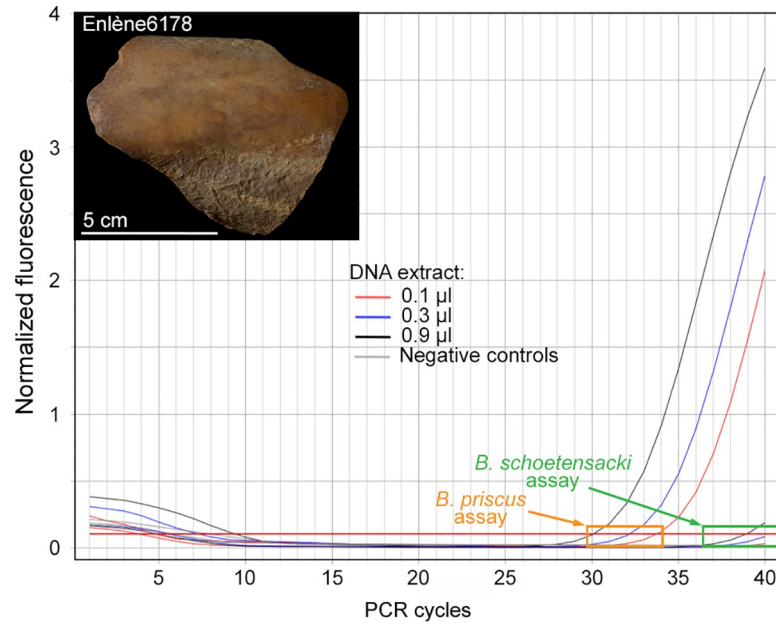 Enlène6178
5 cm
Normalized fluorescence
4
3
2
1
0
DNA extract:
0.1 µl
0.3 µl
0.9 µl
Negative controls
B. schoetensacki
assay
B. priscus
assay
5
10
15
20
25
30
35
40
PCR cycles